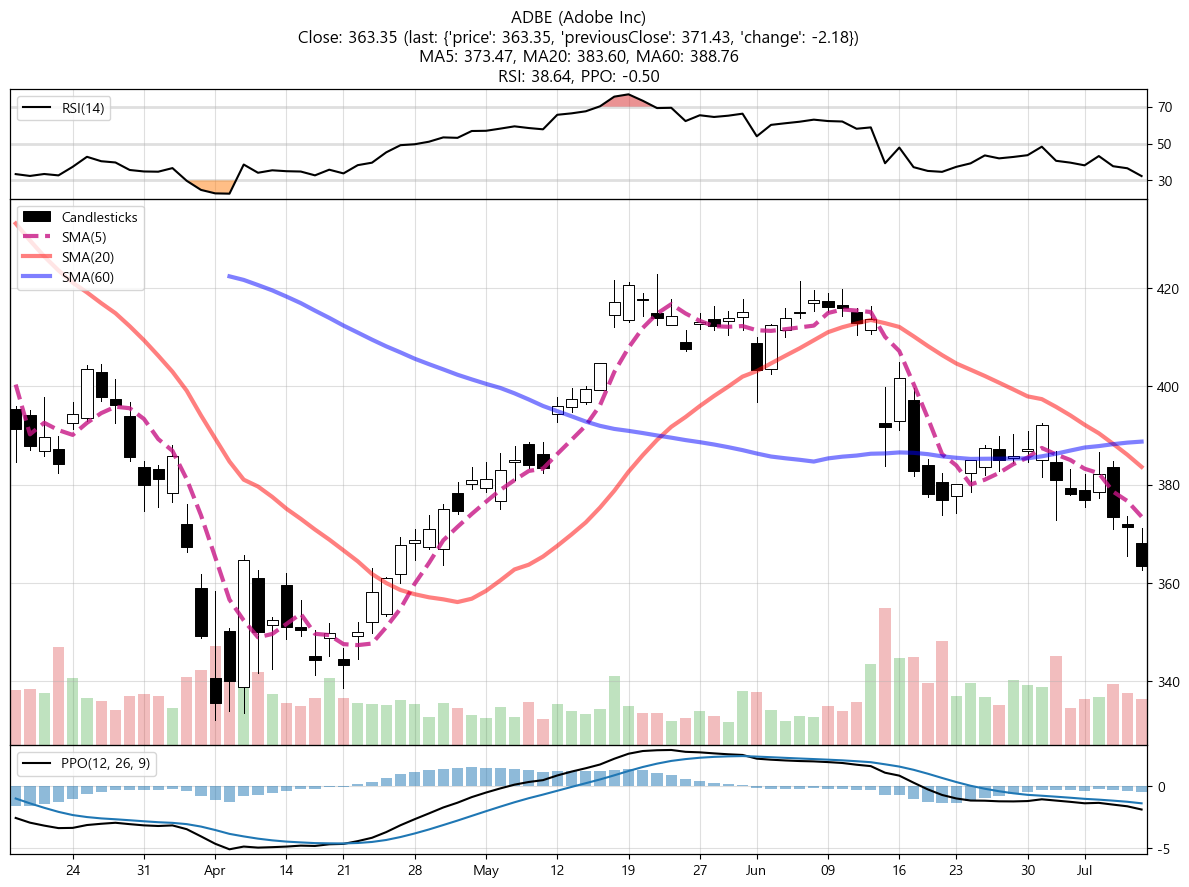 ADBE (Adobe Inc)
Close: 363.35 (last: {'price': 363.35, 'previousClose': 371.43, 'change': -2.18})
MA5: 373.47, MA20: 383.60, MA60: 388.76
RSI: 38.64, PPO: -0.50
RSI(14)
70
50
30
Candlesticks
SMA(5)
SMA(20)
SMA(60)
420
400
380
360
340
PPO(12, 26, 9)
0
-5
24 31 Apr 14 21 28 May 12 19 27 Jun 09 16 23 30 Jul